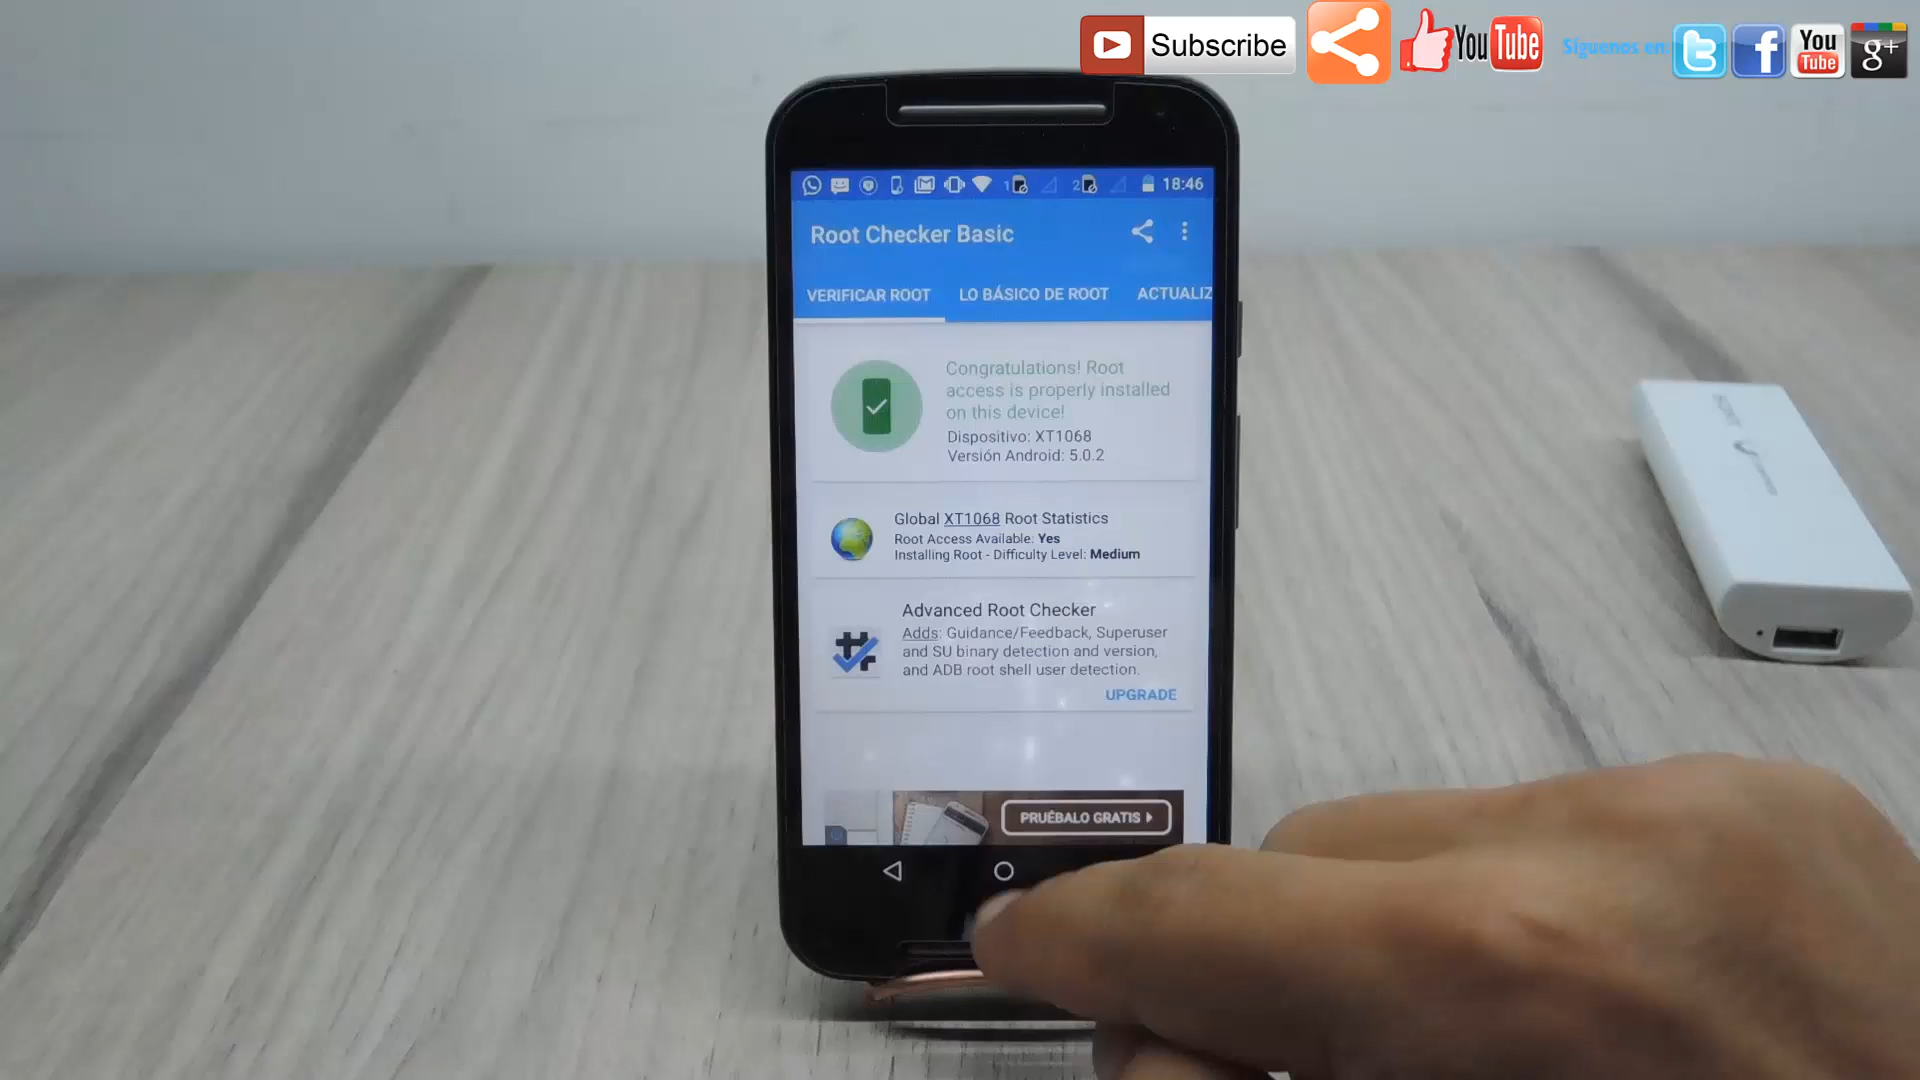 Subscribe
You Tube
Síguenos en:
You
Tube
g+
1
2
18:46
Root Checker Basic
VERIFICAR ROOT
LO BÁSICO DE ROOT
ACTUALIZ
Congratulations! Root
access is properly installed
on this device!
Dispositivo: XT1068
Versión Android: 5.0.2
Global XT1068 Root Statistics
Root Access Available: Yes
Installing Root - Difficulty Level: Medium
Advanced Root Checker
Adds: Guidance/Feedback, Superuser
and SU binary detection and version,
and ADB root shell user detection.
UPGRADE
PRUÉBALO GRATIS